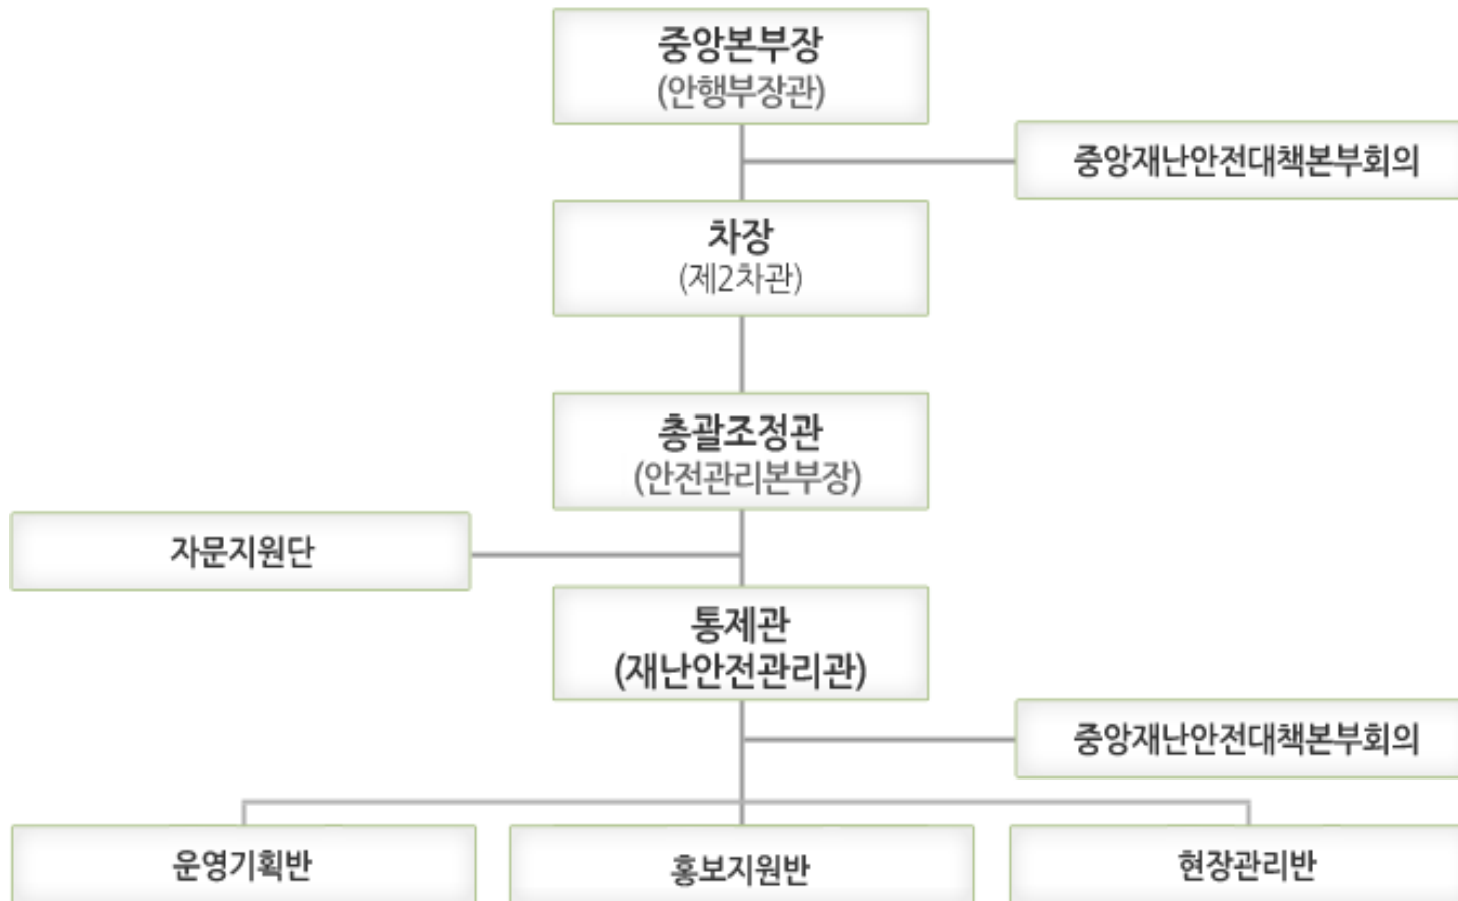 중앙본부장
(안행부장관)
중앙재난안전대책본부회의
차장
(제2차관)
총괄조정관
(안전관리본부장)
자문지원단
통제관
(재난안전관리관)
중앙재난안전대책본부회의
운영기획반
홍보지원반
현장관리반